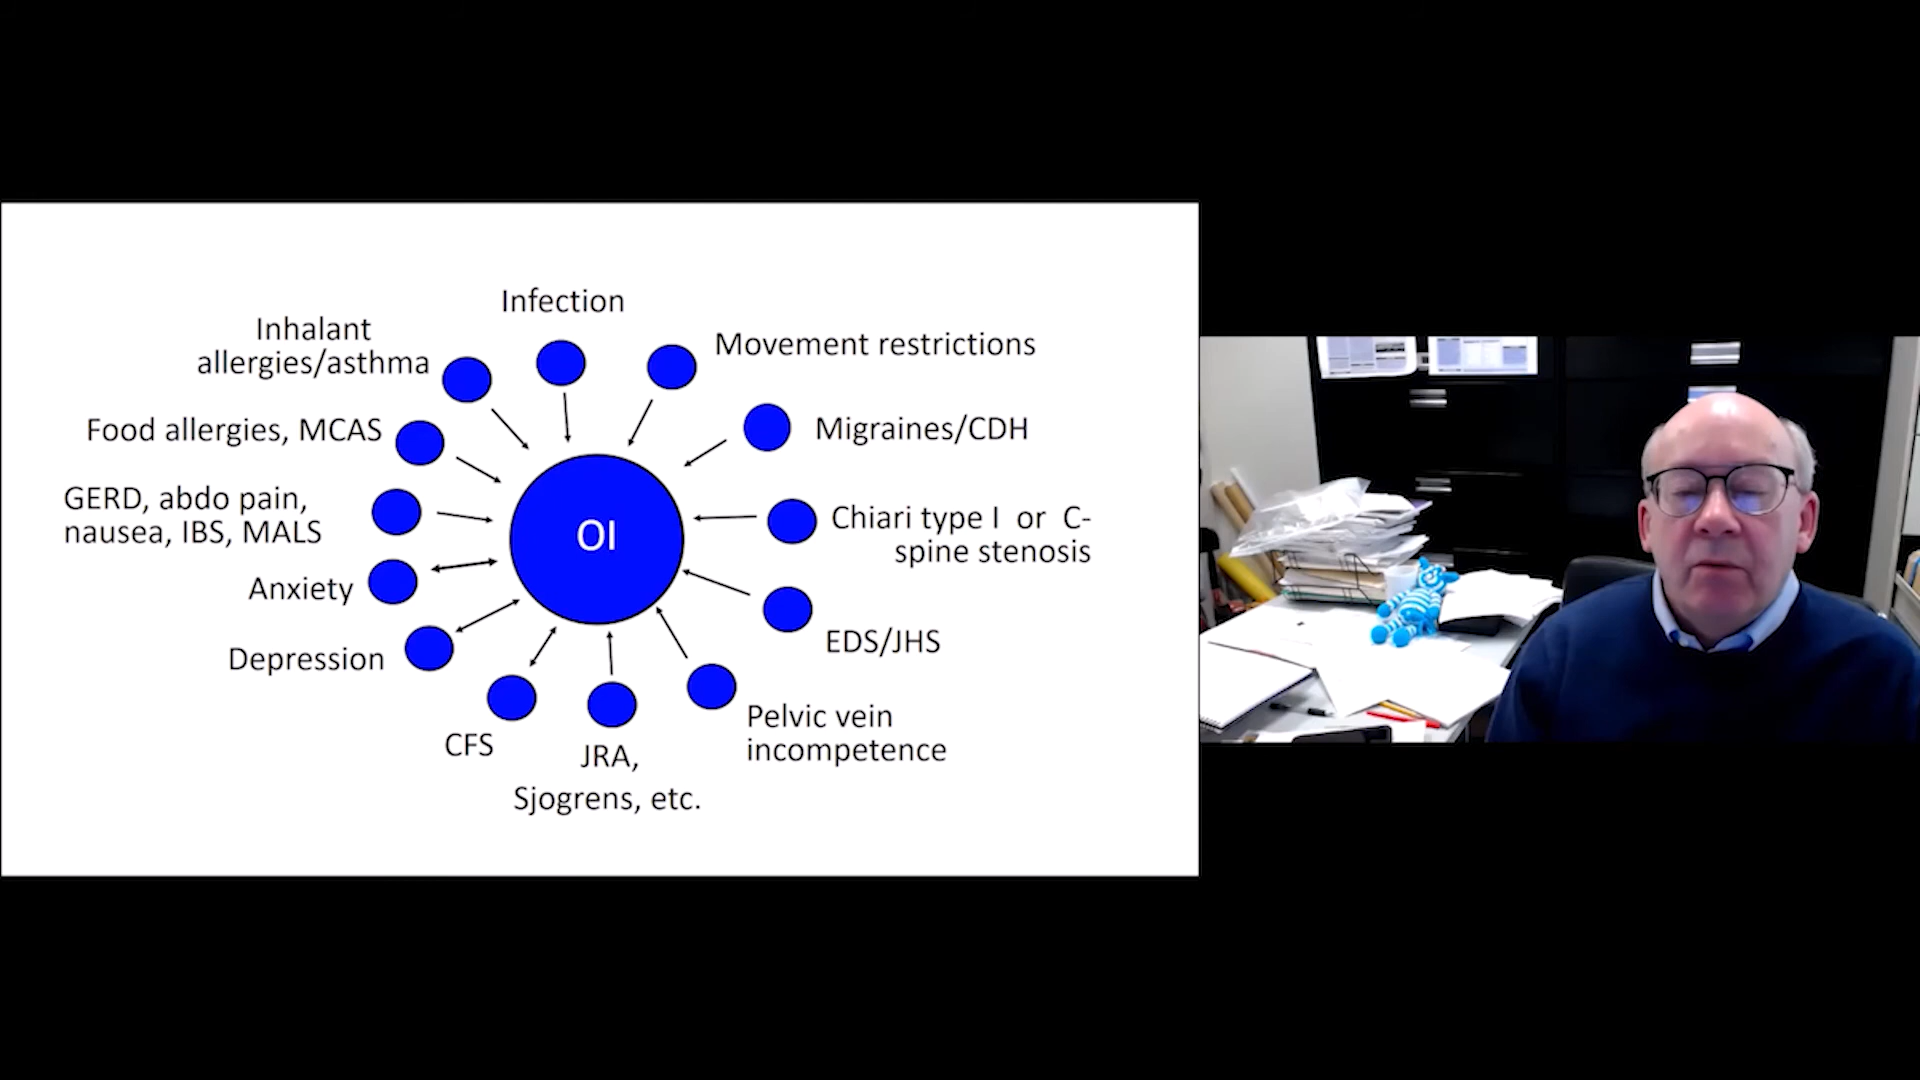 Infection
Inhalant
allergies/asthma
Movement restrictions
Food allergies, MCAS
Migraines/CDH
GERD, abdo pain,
nausea, IBS, MALS
OI
Chiari type I or C-
spine stenosis
Anxiety
EDS/JHS
Depression
Pelvic vein
incompetence
CFS
JRA,
Sjogrens, etc.